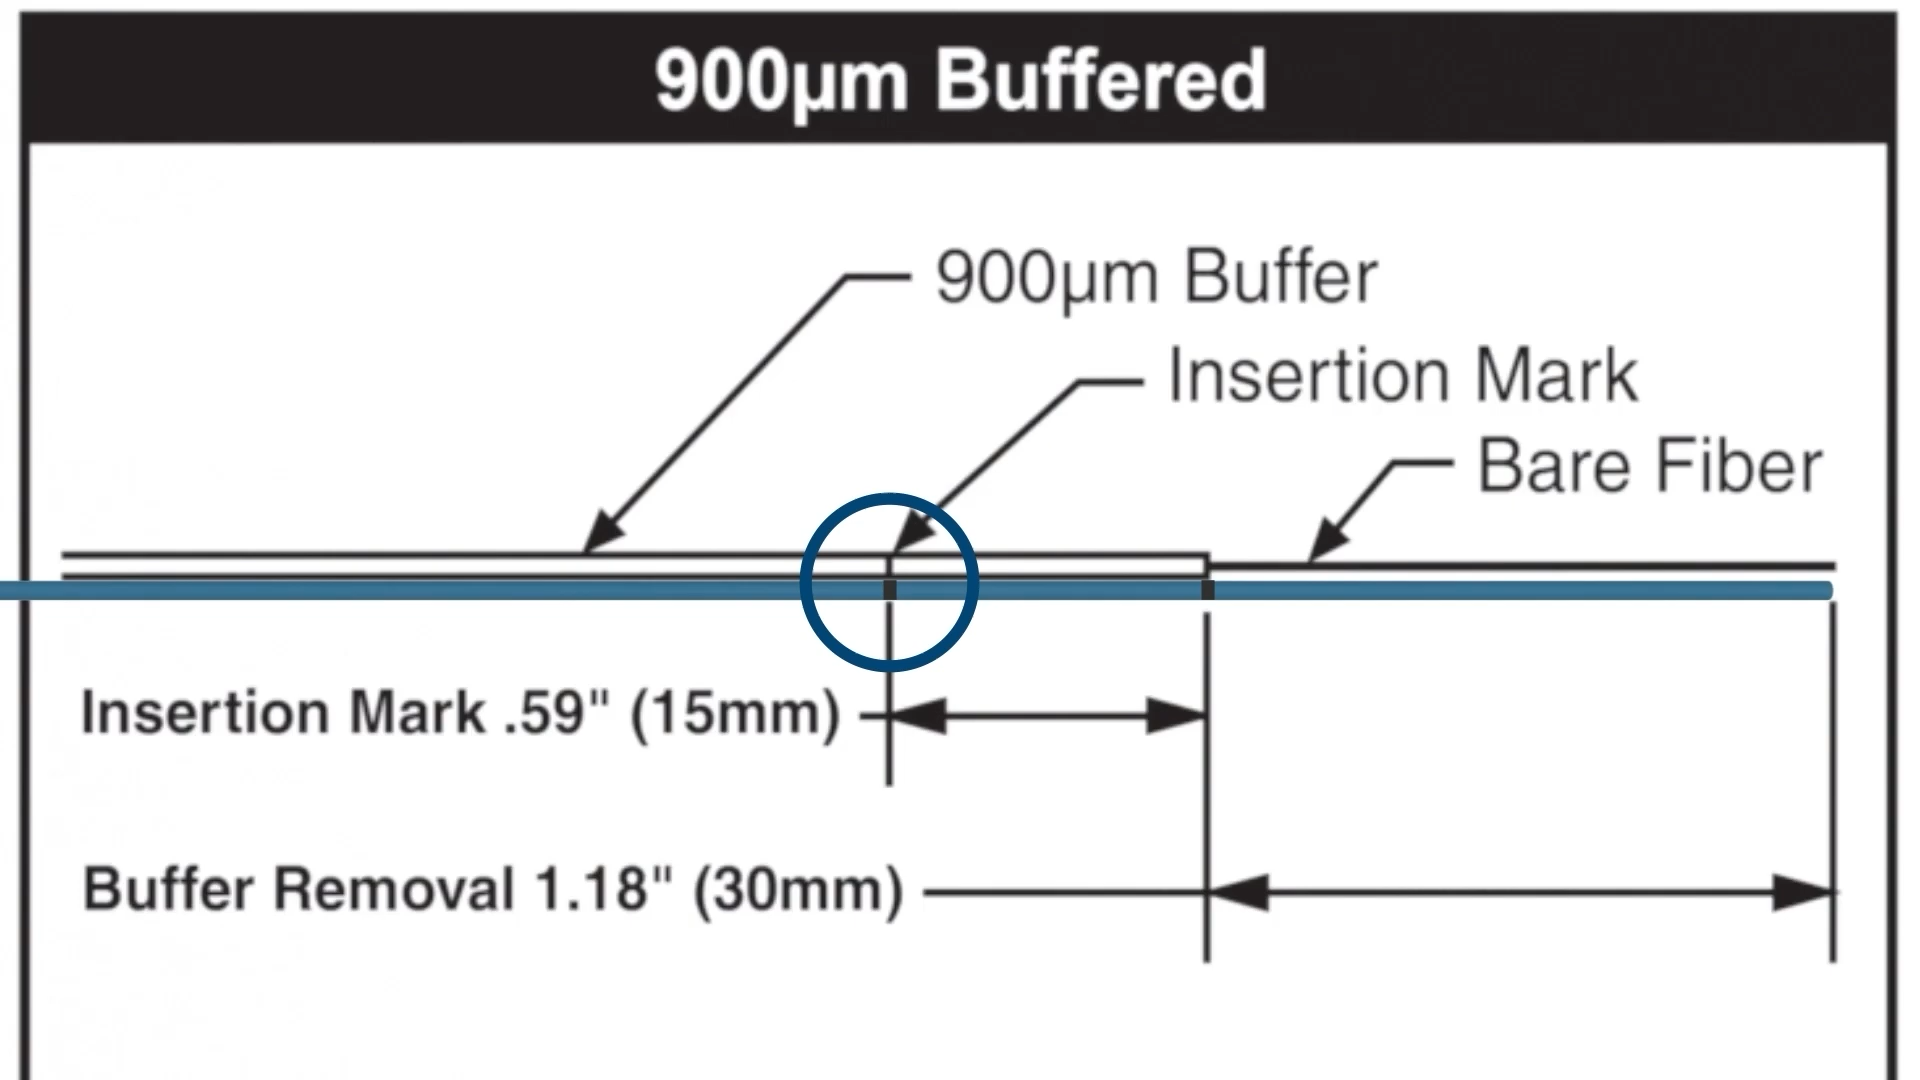 900µm Buffered
900µm Buffer
Insertion Mark
Bare Fiber
Insertion Mark .59" (15mm)
Buffer Removal 1.18" (30mm)